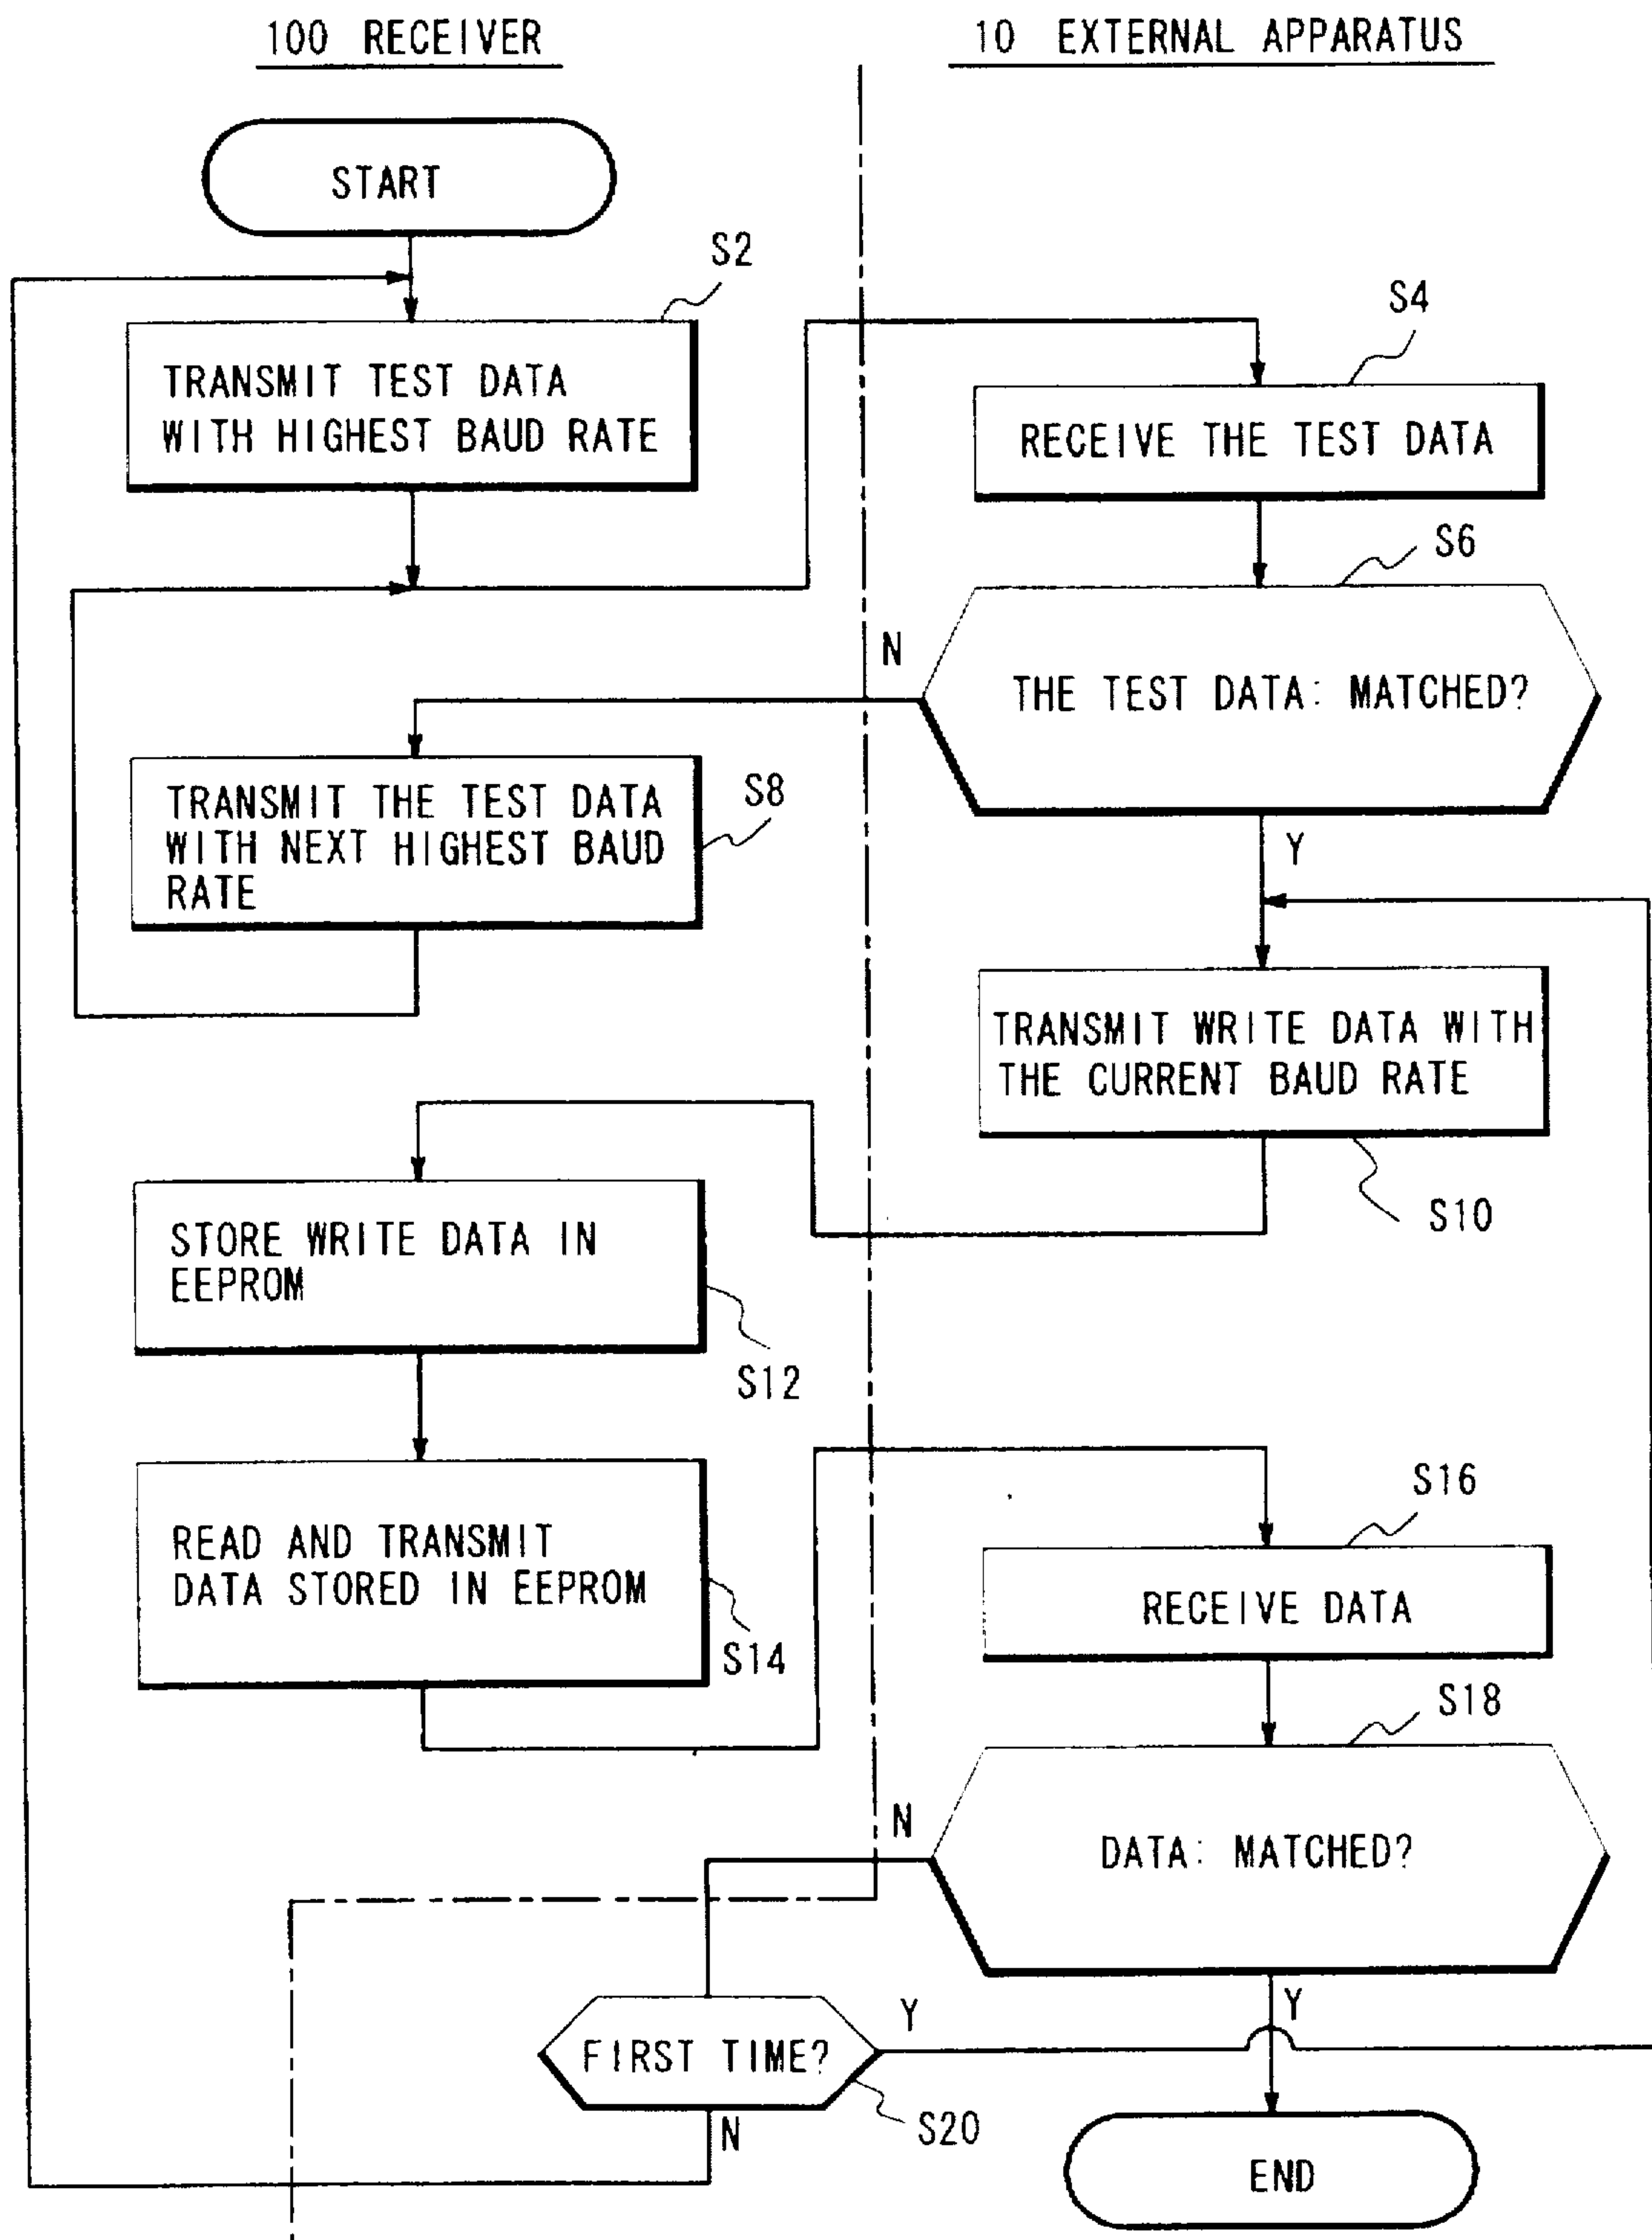 100 RECEIVER
10 EXTERNAL APPARATUS
START
S2
TRANSMIT TEST DATA
WITH HIGHEST BAUD RATE
S4
RECEIVE THE TEST DATA
S6
THE TEST DATA: MATCHED?
N
Y
TRANSMIT THE TEST DATA
WITH NEXT HIGHEST BAUD
RATE
S8
TRANSMIT WRITE DATA WITH
THE CURRENT BAUD RATE
S10
STORE WRITE DATA IN
EEPROM
S12
READ AND TRANSMIT
DATA STORED IN EEPROM
S14
S16
RECEIVE DATA
S18
DATA: MATCHED?
N
Y
FIRST TIME?
Y
S20
N
END